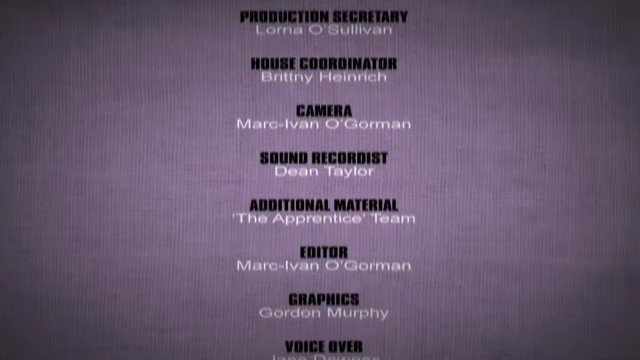 PRODUCTION SECRETARY
Lorna O'Sullivan
HOUSE COORDINATOR
Brittny Heinrich
CAMERA
Marc-Ivan O'Gorman
SOUND RECORDIST
Dean Taylor
ADDITIONAL MATERIAL
'The Apprentice' Team
EDITOR
Marc-Ivan O'Gorman
GRAPHICS
Gordon Murphy
VOICE OVER